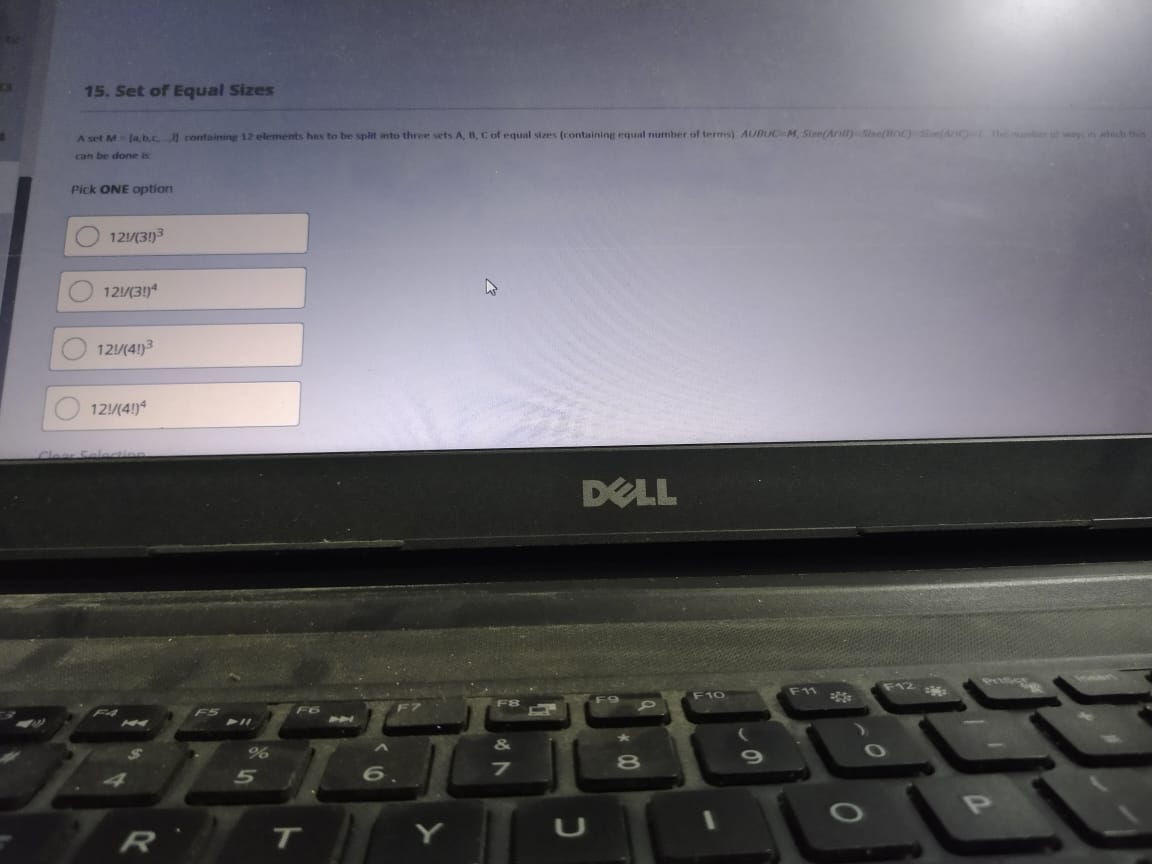 15. Set of Equal Sizes
A set M = {a,b,c, ...,l} containing 12 elements has to be split into three sets A, B, C of equal sizes (containing equal number of terms). AUBUC=M, Size(A∩B)=Size(B∩C)=Size(A∩C)= The number of ways in which this
can be done is:
Pick ONE option
12!/(3!)³
12!/(3!)⁴
12!/(4!)³
12!/(4!)⁴
Clear Selection
DELL
F4 F5 F6 F7 F8 F9 F10 F11 F12 PrtScr Insert
$ % ^ & * ( ) _ +
4 5 6 7 8 9 0 - =
R T Y U I O P